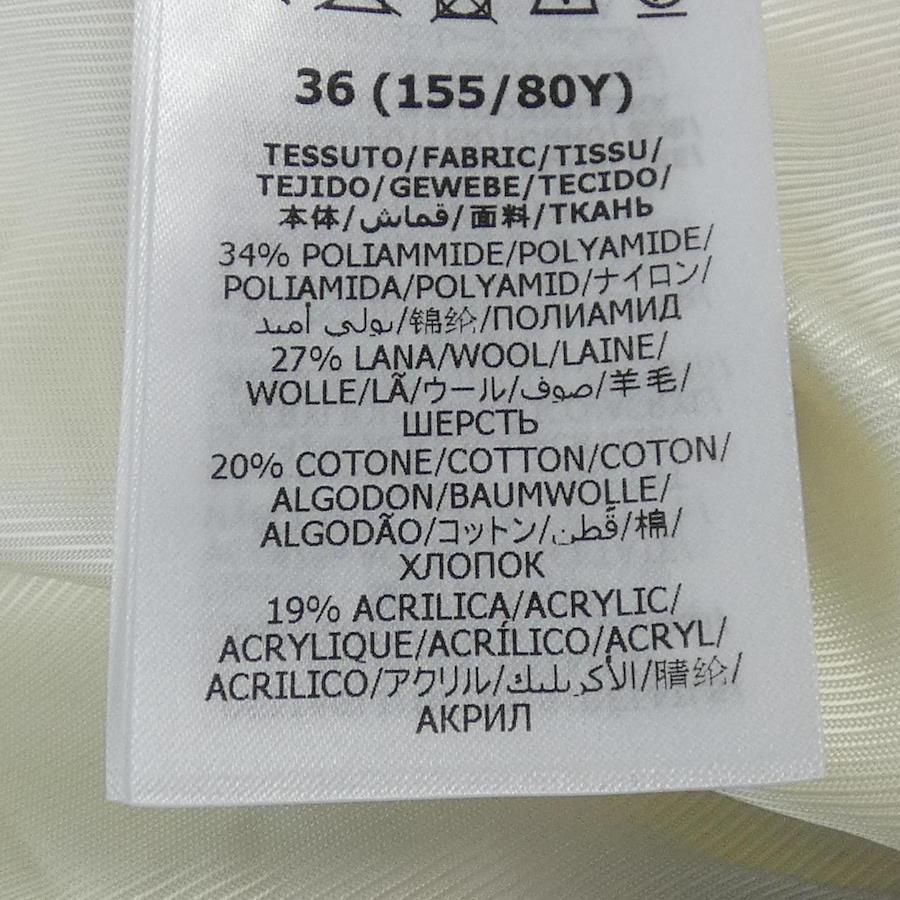 36 (155/80Y)
TESSUTO/FABRIC/TISSU/
TEJIDO/GEWEBE/TECIDO/
本体/قماش/面料/ТКАНЬ
34% POLIAMMIDE/POLYAMIDE/
POLIAMIDA/POLYAMID/ナイロン/
بولي أميد/锦纶/ПОЛИАМИД
27% LANA/WOOL/LAINE/
WOLLE/LÃ/ウール/صوف/羊毛/
ШЕРСТЬ
20% COTONE/COTTON/COTON/
ALGODON/BAUMWOLLE/
ALGODÃO/コットン/قطن/棉/
ХЛОПОК
19% ACRILICA/ACRYLIC/
ACRYLIQUE/ACRÍLICO/ACRYL/
ACRILICO/アクリル/الأكريليك/腈纶/
АКРИЛ